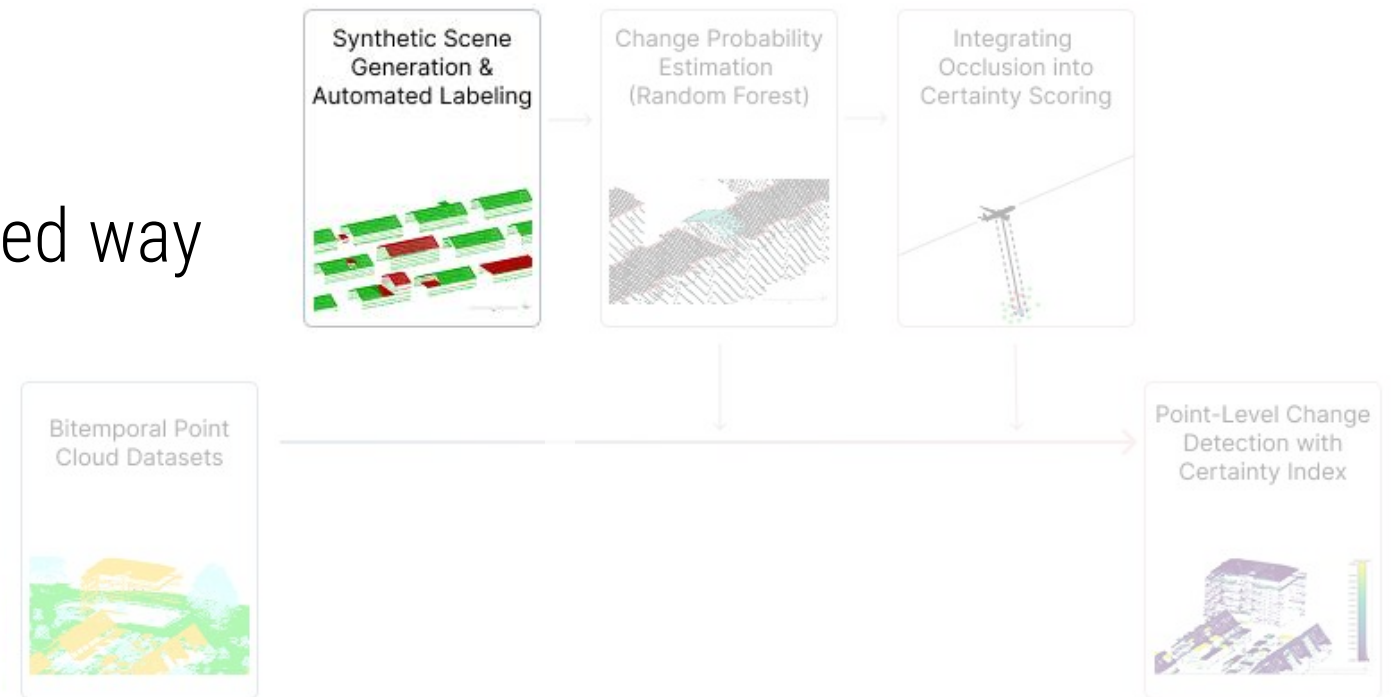 Synthetic Scene
Generation &
Automated Labeling
Change Probability
Estimation
(Random Forest)
Integrating
Occlusion into
Certainty Scoring
ed way
Bitemporal Point
Cloud Datasets
Point-Level Change
Detection with
Certainty Index